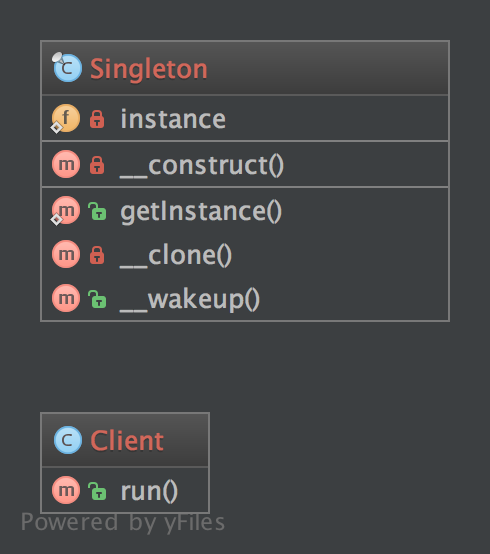 Singleton
instance
__construct()
getInstance()
__clone()
__wakeup()
Client
run()
Powered by yFiles